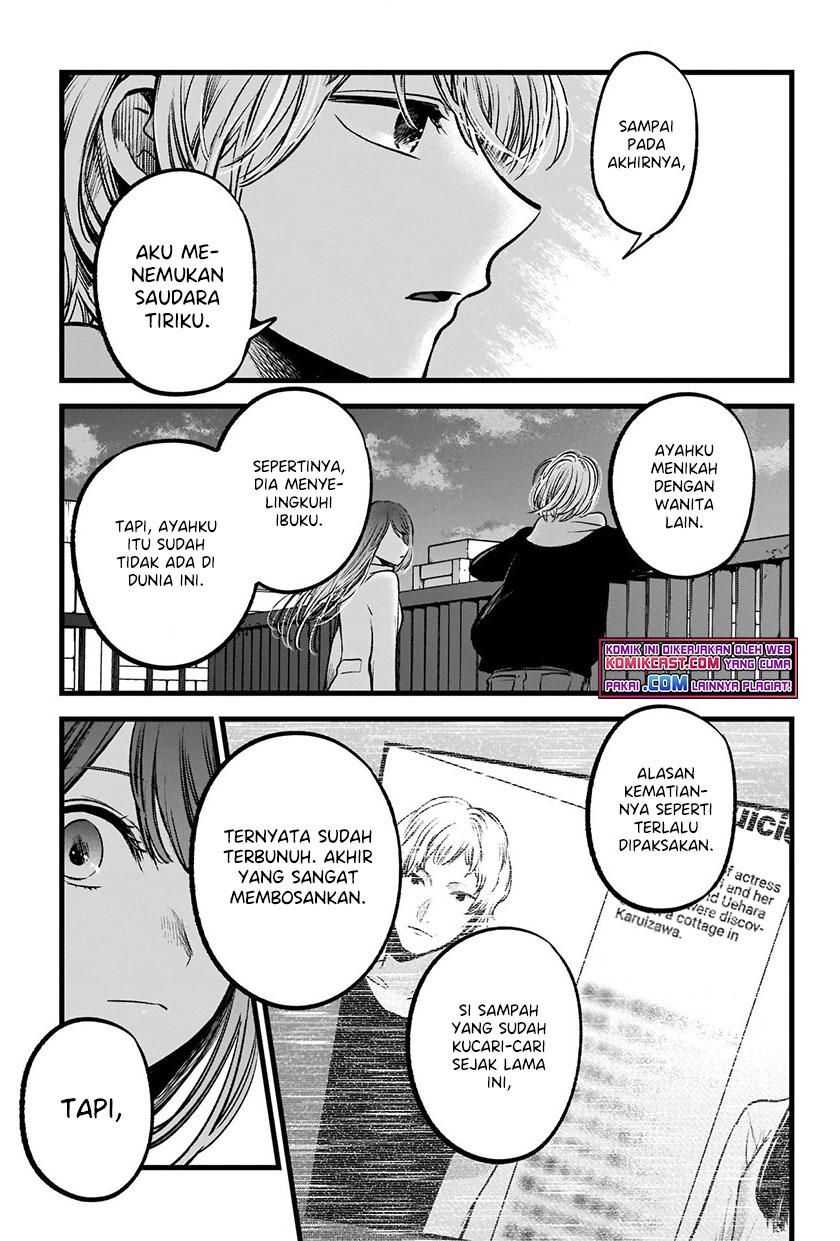 SAMPAI
PADA
AKHIRNYA,
AKU ME-
NEMUKAN
SAUDARA
TIRIKU.
AYAHKU
MENIKAH
DENGAN
WANITA
LAIN.
SEPERTINYA,
DIA MENYE-
LINGKUHI
IBUKU.
TAPI, AYAHKU
ITU SUDAH
TIDAK ADA DI
DUNIA INI.
KOMIK INI DIKERJAKAN OLEH WEB
KOMIKCAST.COM YANG CUMA
PAKAI .COM LAINNYA PLAGIAT!
ALASAN
KEMATIAN-
NYA SEPERTI
TERLALU
DIPAKSAKAN.
of actress
and her
Uehara
were discov-
a cottage in
Karuizawa.
TERNYATA SUDAH
TERBUNUH. AKHIR
YANG SANGAT
MEMBOSANKAN.
SI SAMPAH
YANG SUDAH
KUCARI-CARI
SEJAK LAMA
INI,
TAPI,